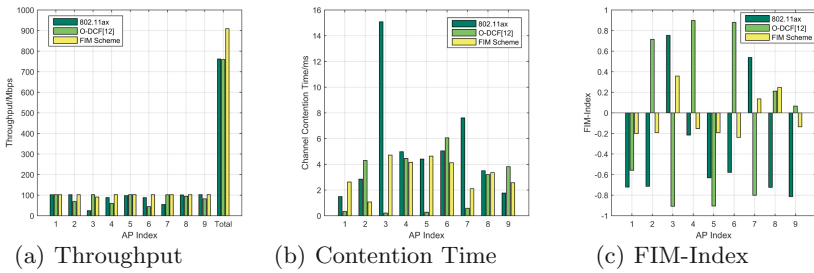 1000
900
800
700
600
500
400
300
200
100
0
Throughput/Mbps
802.11ax
O-DCF[12]
FIM Scheme
1 2 3 4 5 6 7 8 9 Total
AP Index
(a) Throughput
16
14
12
10
8
6
4
2
0
Channel Contention Time/ms
802.11ax
O-DCF[12]
FIM Scheme
1 2 3 4 5 6 7 8 9
AP Index
(b) Contention Time
1
0.8
0.6
0.4
0.2
0
-0.2
-0.4
-0.6
-0.8
-1
FIM-Index
802.11ax
O-DCF[12]
FIM Scheme
1 2 3 4 5 6 7 8 9
AP Index
(c) FIM-Index